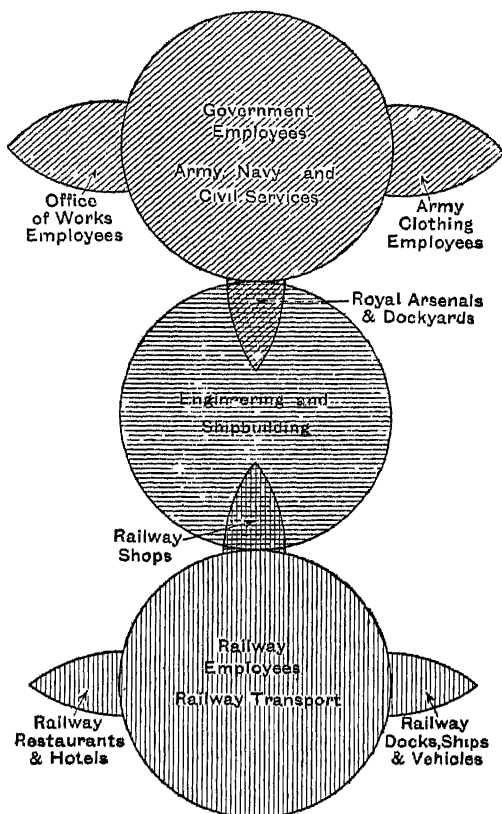 Government
Employees
Army, Navy and
Civil Services
Office
of Works
Employees
Army
Clothing
Employees
Royal Arsenals
& Dockyards
Engineering and
Shipbuilding
Railway
Shops
Railway
Employees
Railway Transport
Railway
Restaurants
& Hotels
Railway
Docks, Ships
& Vehicles